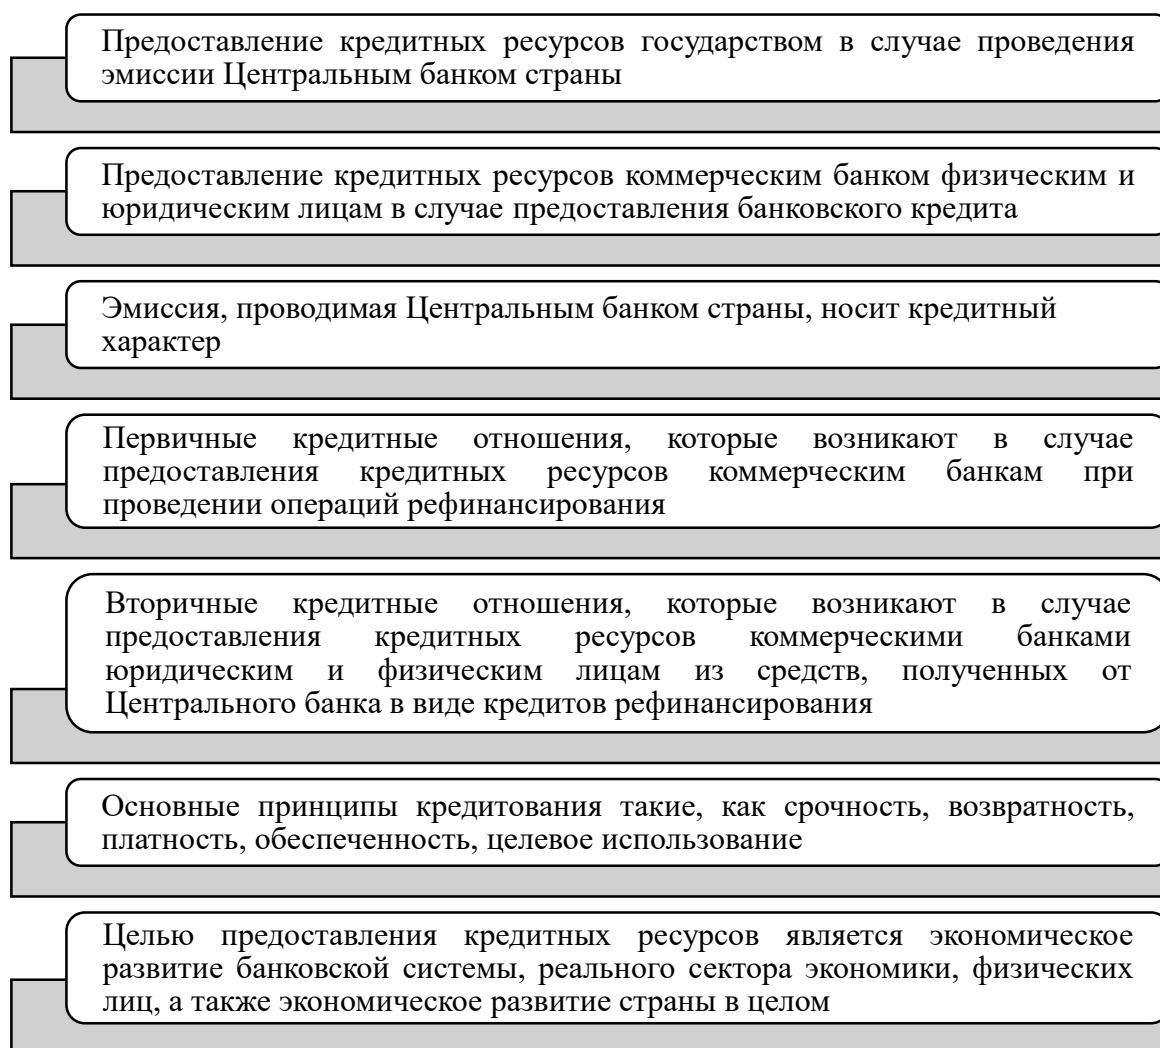 Предоставление кредитных ресурсов государством в случае проведения
эмиссии Центральным банком страны
Предоставление кредитных ресурсов коммерческим банком физическим и
юридическим лицам в случае предоставления банковского кредита
Эмиссия, проводимая Центральным банком страны, носит кредитный
характер
Первичные кредитные отношения, которые возникают в случае
предоставления кредитных ресурсов коммерческим банкам при
проведении операций рефинансирования
Вторичные кредитные отношения, которые возникают в случае
предоставления кредитных ресурсов коммерческими банками
юридическим и физическим лицам из средств, полученных от
Центрального банка в виде кредитов рефинансирования
Основные принципы кредитования такие, как срочность, возвратность,
платность, обеспеченность, целевое использование
Целью предоставления кредитных ресурсов является экономическое
развитие банковской системы, реального сектора экономики, физических
лиц, а также экономическое развитие страны в целом